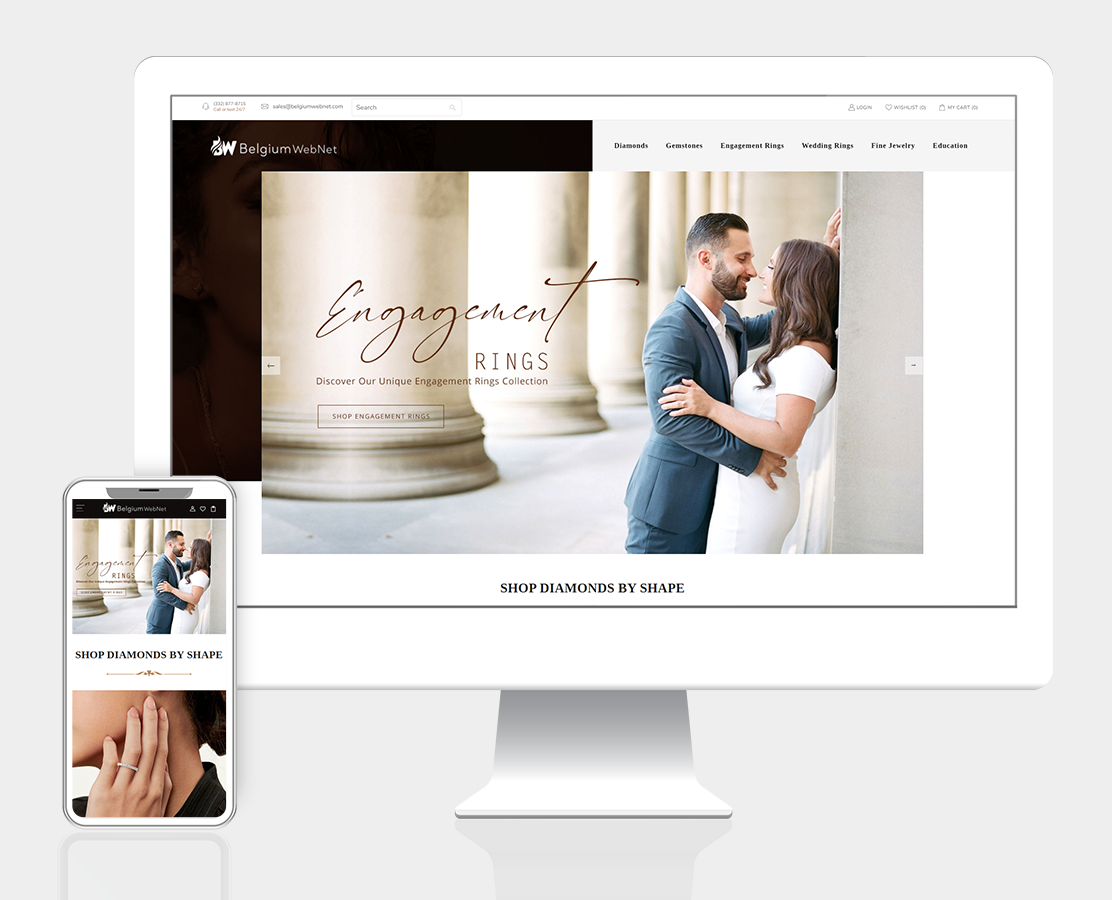 (332) 877-8715
Call or text 24/7.
sales@belgiumwebnet.com
Search
LOGIN
WISHLIST (0)
MY CART (0)
BW BelgiumWebNet
Diamonds
Gemstones
Engagement Rings
Wedding Rings
Fine Jewelry
Education
Engagement
RINGS
Discover Our Unique Engagement Rings Collection
SHOP ENGAGEMENT RINGS
SHOP DIAMONDS BY SHAPE
BW BelgiumWebNet
Engagement
RINGS
Discover Our Unique Engagement Rings Collection
SHOP ENGAGEMENT RINGS
SHOP DIAMONDS BY SHAPE